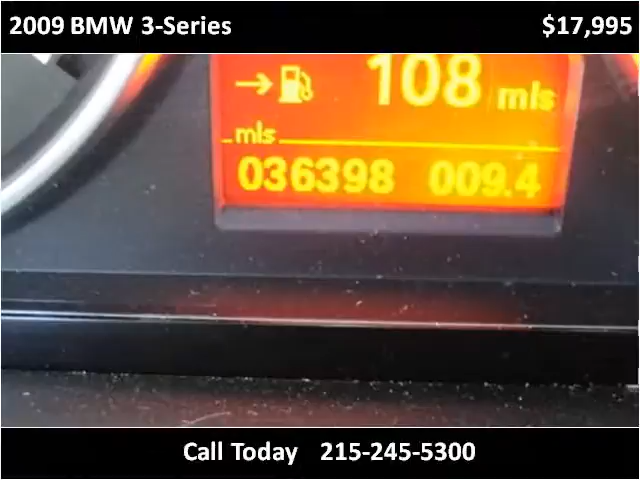 2009 BMW 3-Series $17,995
→ 108 mls
mls
036398 009.4
Call Today 215-245-5300